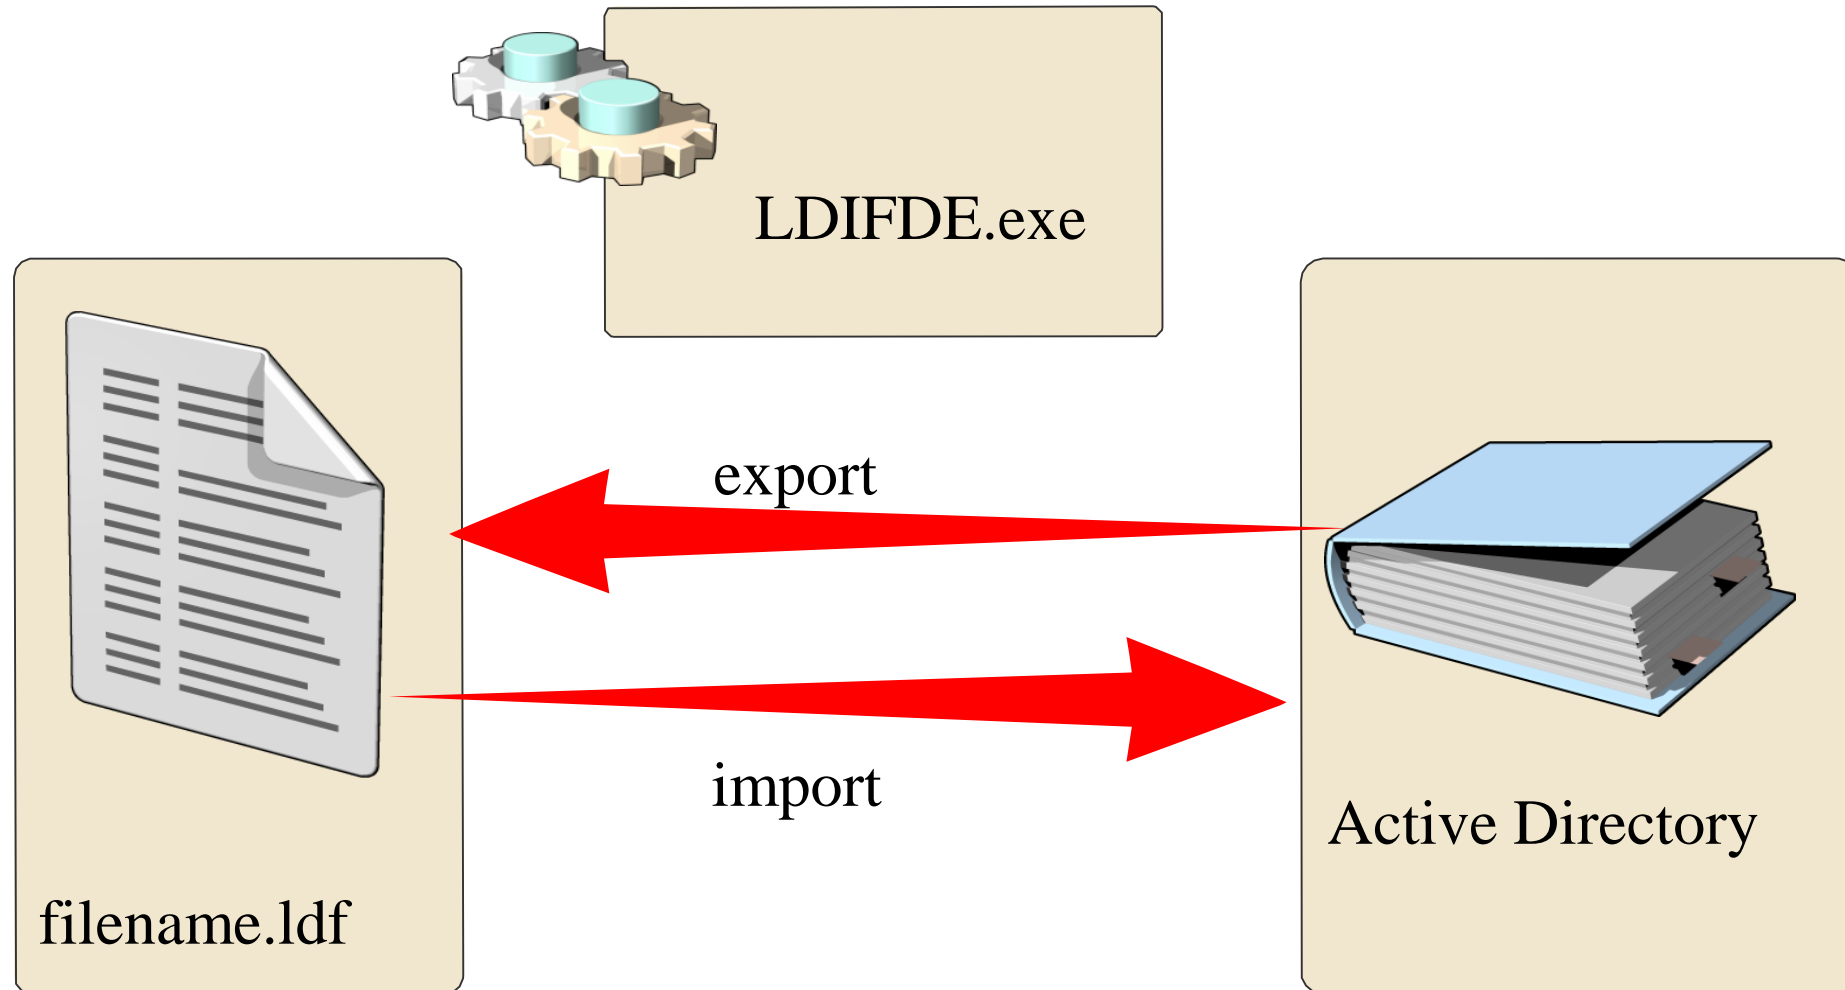 LDIFDE.exe
export
import
Active Directory
filename.ldf